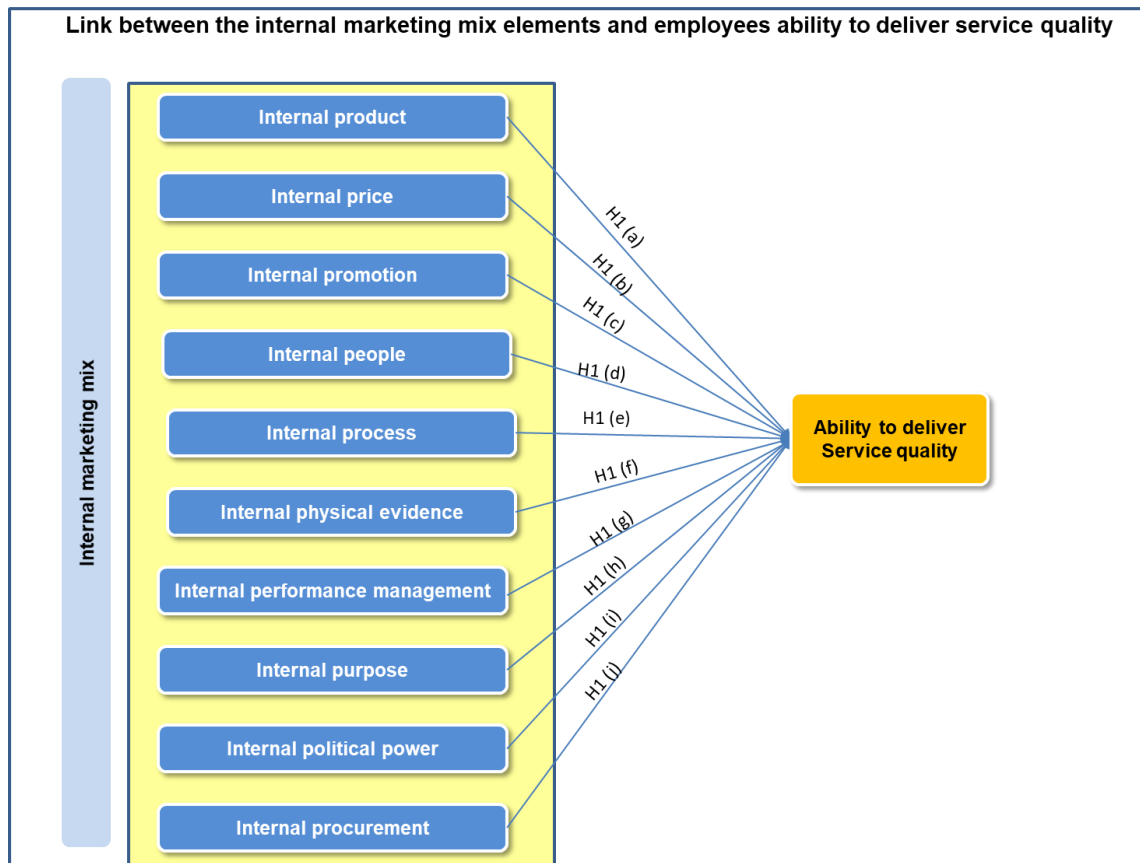 Link between the internal marketing mix elements and employees ability to deliver service quality
Internal marketing mix
Internal product
Internal price
Internal promotion
Internal people
Internal process
Internal physical evidence
Internal performance management
Internal purpose
Internal political power
Internal procurement
H1 (a)
H1 (b)
H1 (c)
H1 (d)
H1 (e)
H1 (f)
H1 (g)
H1 (h)
H1 (i)
H1 (j)
Ability to deliver
Service quality